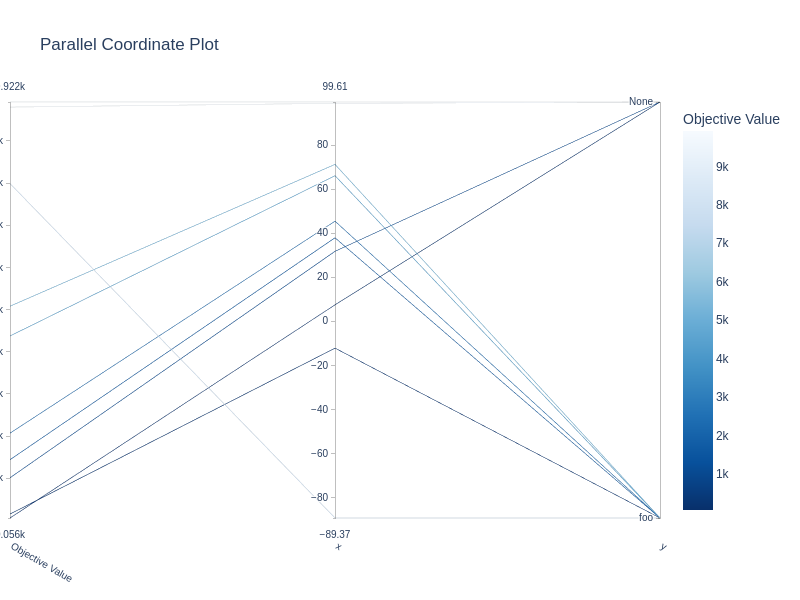 Parallel Coordinate Plot
.922k
99.61
None
foo
80
60
40
20
0
−20
−40
−60
−80
.056k
−89.37
Objective Value
x
y
Objective Value
9k
8k
7k
6k
5k
4k
3k
2k
1k